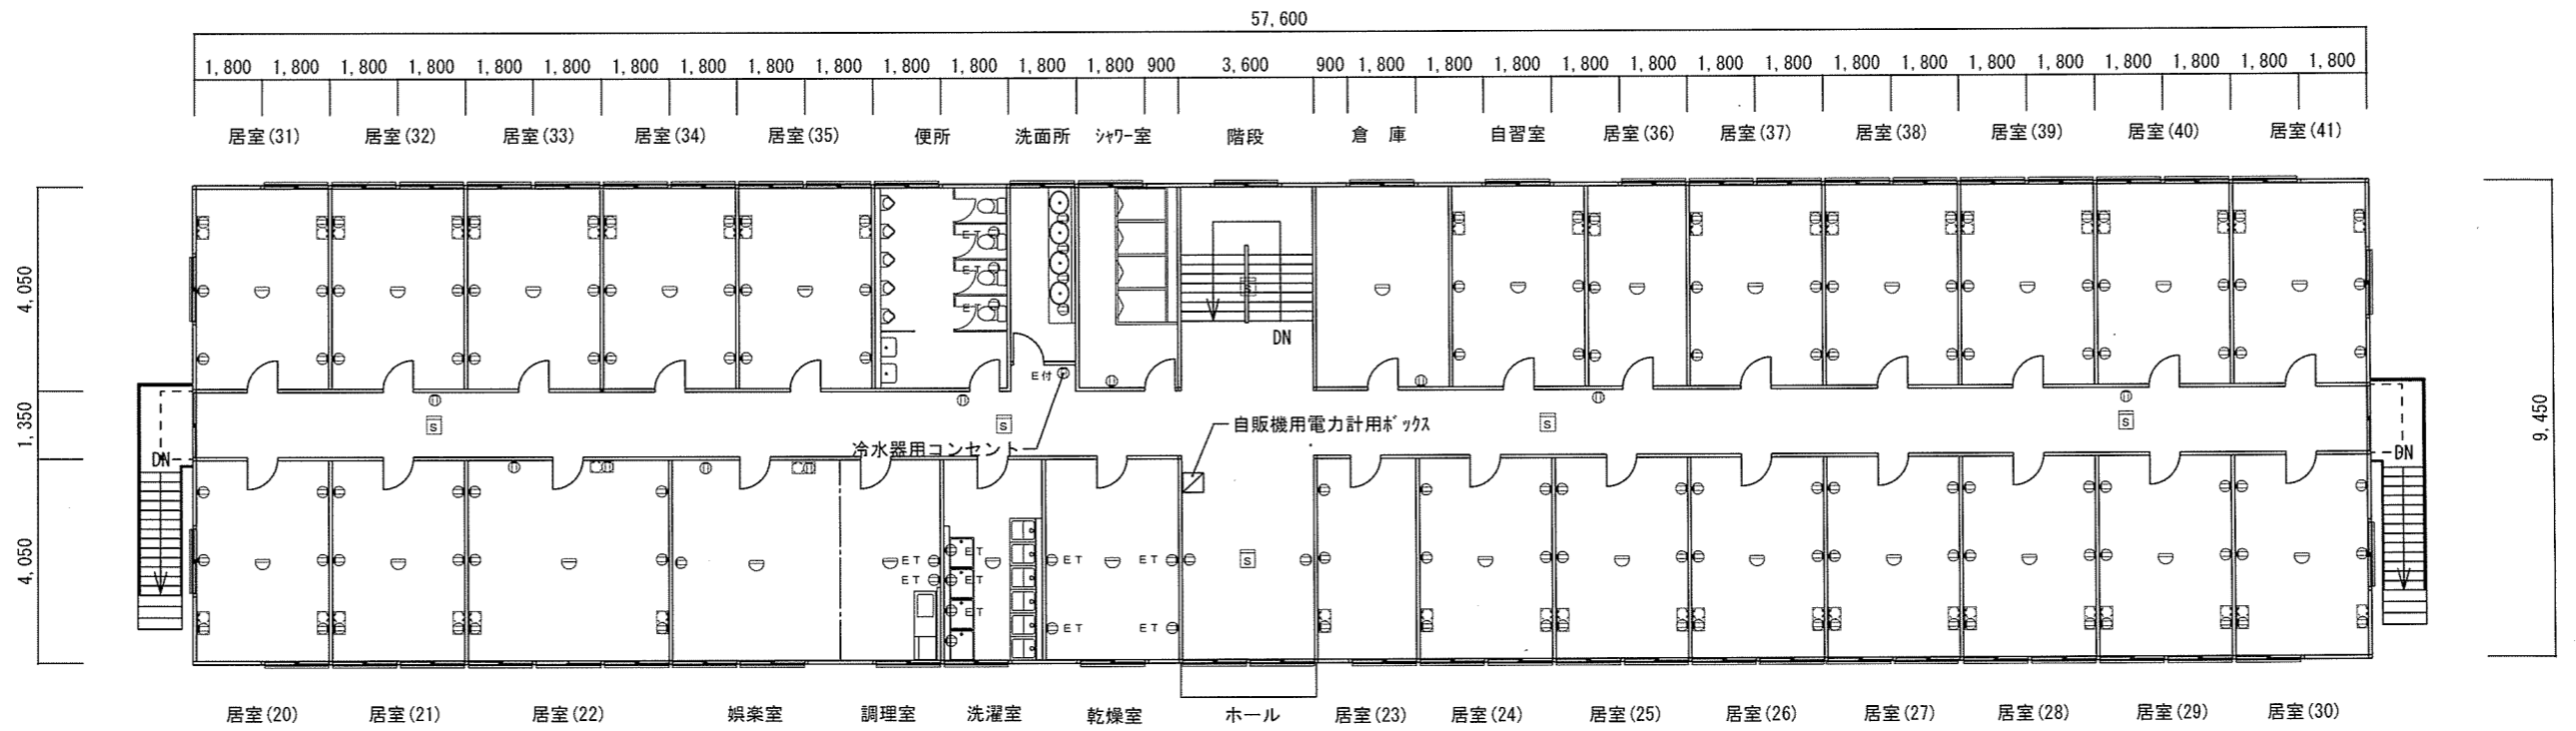 57,600
1,800 1,800 1,800 1,800 1,800 1,800 1,800 1,800 1,800 1,800 1,800 1,800 1,800 1,800 900 3,600 900 1,800 1,800 1,800 1,800 1,800 1,800 1,800 1,800 1,800 1,800 1,800 1,800 1,800 1,800 1,800
居室(31) 居室(32) 居室(33) 居室(34) 居室(35) 便所 洗面所 ｼｬﾜｰ室 階段 倉 庫 自習室 居室(36) 居室(37) 居室(38) 居室(39) 居室(40) 居室(41)
4,050
1,350
4,050
9,450
ET
ET
ET
S
DN
E付
S S S S
自販機用電力計用ﾎﾞｯｸｽ
冷水器用コンセント
DN
DN
ET ET ET ET
ET ET
S
ET
ET ET
居室(20) 居室(21) 居室(22) 娯楽室 調理室 洗濯室 乾燥室 ホール 居室(23) 居室(24) 居室(25) 居室(26) 居室(27) 居室(28) 居室(29) 居室(30)